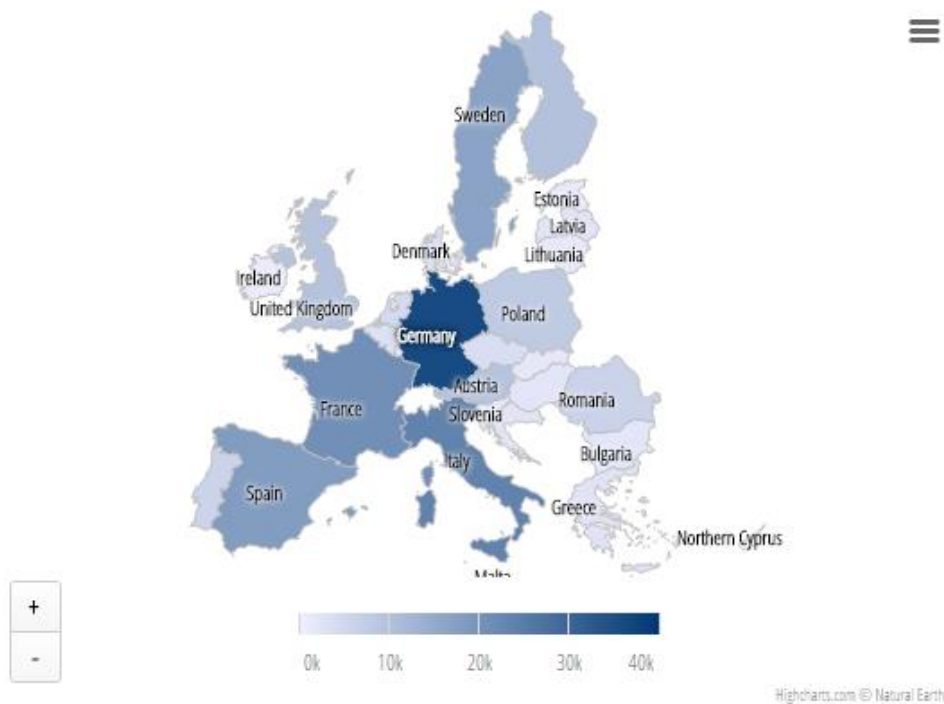 Sweden
Estonia
Latvia
Denmark
Lithuania
Ireland
United Kingdom
Poland
Germany
Austria
Romania
France
Slovenia
Bulgaria
Italy
Spain
Greece
Northern Cyprus
Malta
+
-
0k 10k 20k 30k 40k
Highcharts.com © Natural Earth